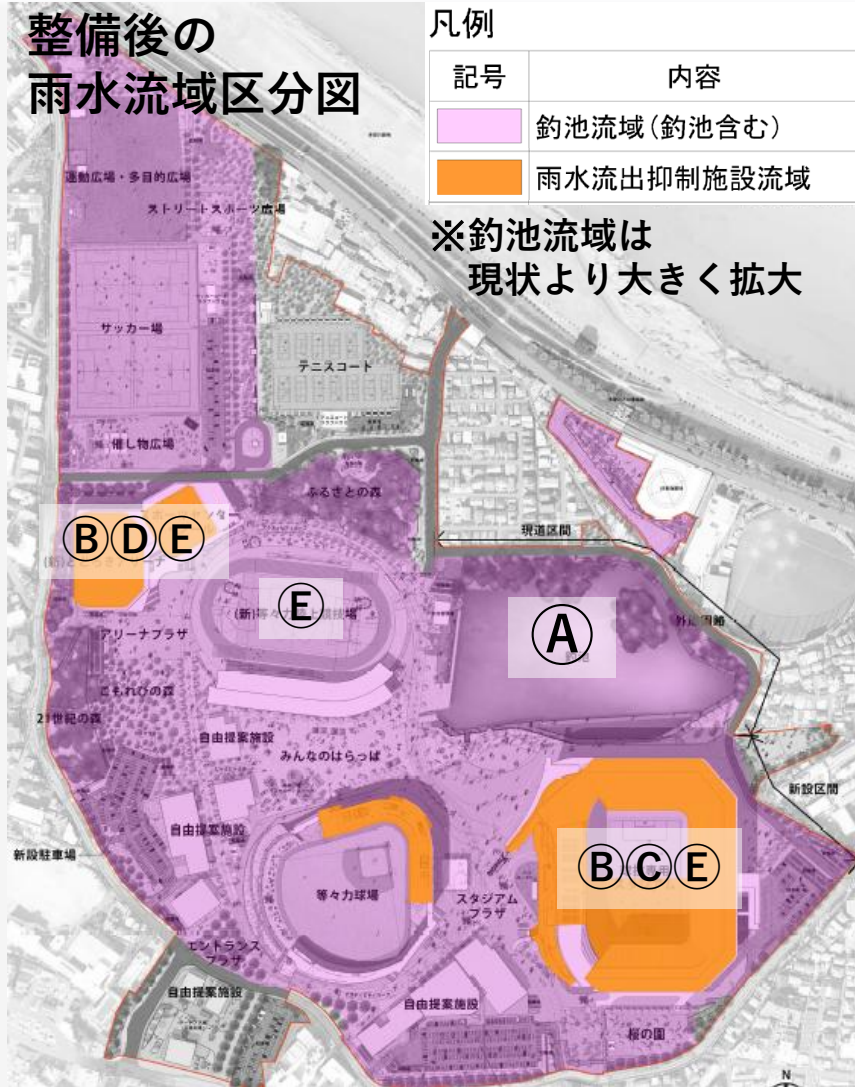 整備後の
雨水流域区分図
凡例
記号 内容
釣池流域(釣池含む)
雨水流出抑制施設流域
※釣池流域は
現状より大きく拡大
運動広場・多目的広場
ストリートスポーツ広場
サッカー場
テニスコート
催し物広場
ふるさとの森
現道区間
ⒷⒹⒺ
Ⓔ
Ⓐ
アリーナプラザ
こもれびの森
21世紀の森
自由提案施設
みんなのはらっぱ
新設区間
自由提案施設
新設駐車場
等々力球場
スタジアム
プラザ
ⒷⒸⒺ
エントランス
プラザ
自由提案施設
自由提案施設
桜の園
N